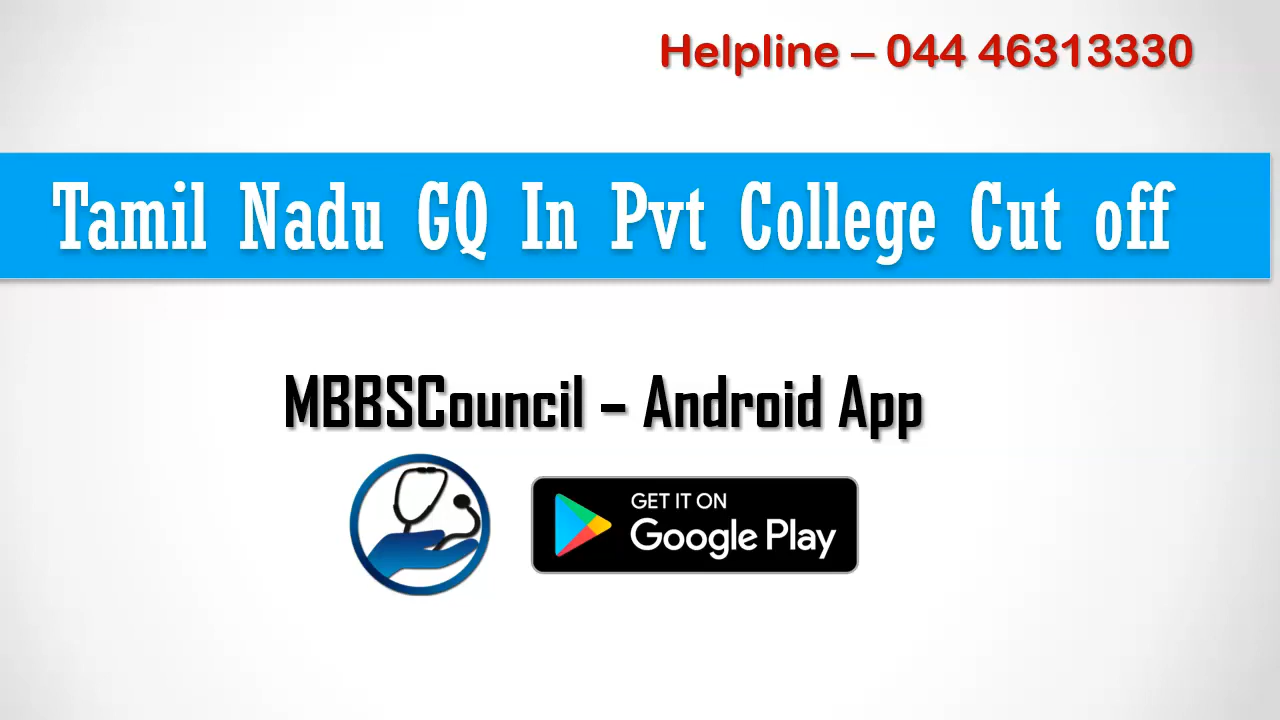 Helpline – 044 46313330
Tamil Nadu GQ In Pvt College Cut off
MBBSCouncil – Android App
GET IT ON
Google Play